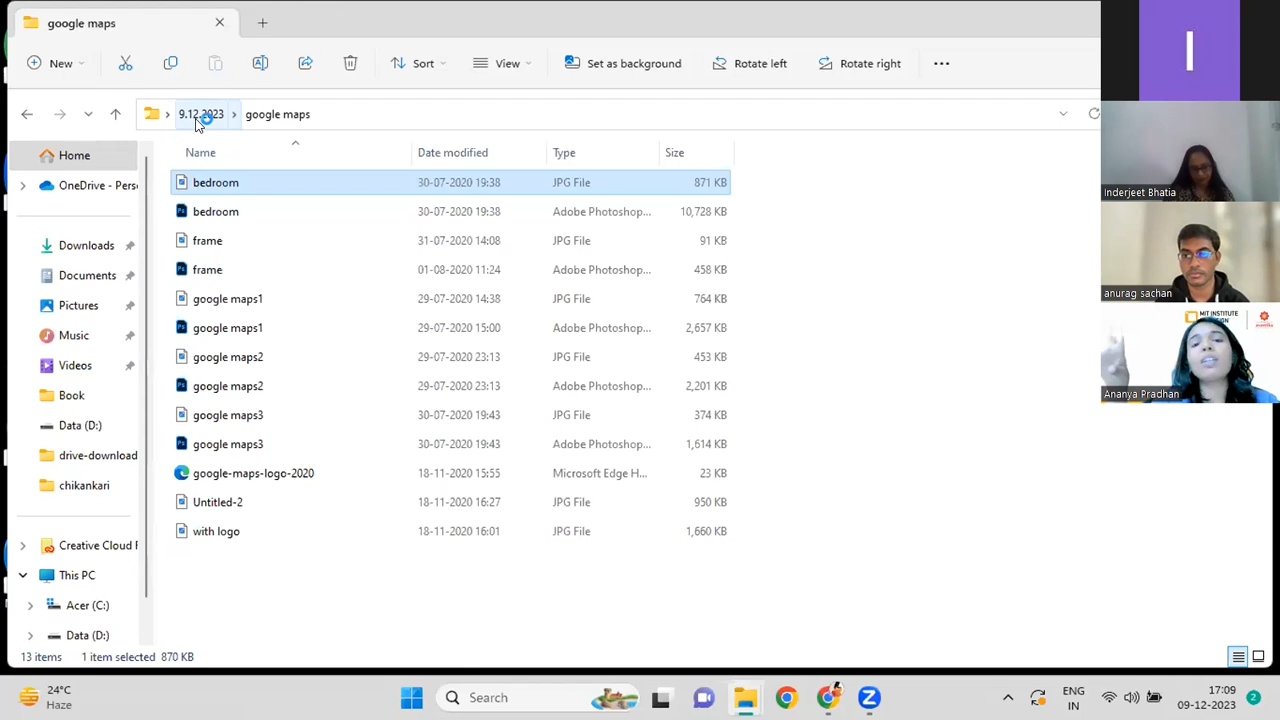 google maps
New
Sort
View
Set as background
Rotate left
Rotate right
9.12.2023 > google maps
Name Date modified Type Size
Home
OneDrive - Pers
Downloads
Documents
Pictures
Music
Videos
Book
Data (D:)
drive-download
chikankari
Creative Cloud F
This PC
Acer (C:)
Data (D:)
bedroom 30-07-2020 19:38 JPG File 871 KB
bedroom 30-07-2020 19:38 Adobe Photoshop... 10,728 KB
frame 31-07-2020 14:08 JPG File 91 KB
frame 01-08-2020 11:24 Adobe Photoshop... 458 KB
google maps1 29-07-2020 14:38 JPG File 764 KB
google maps1 29-07-2020 15:00 Adobe Photoshop... 2,657 KB
google maps2 29-07-2020 23:13 JPG File 453 KB
google maps2 29-07-2020 23:13 Adobe Photoshop... 2,201 KB
google maps3 30-07-2020 19:43 JPG File 374 KB
google maps3 30-07-2020 19:43 Adobe Photoshop... 1,614 KB
google-maps-logo-2020 18-11-2020 15:55 Microsoft Edge H... 23 KB
Untitled-2 18-11-2020 16:27 JPG File 950 KB
with logo 18-11-2020 16:01 JPG File 1,660 KB
13 items 1 item selected 870 KB
I
Inderjeet Bhatia
anurag sachan
MIT INSTITUTE
Ananya Pradhan
24°C
Haze
Search
ENG
IN
17:09
09-12-2023
2